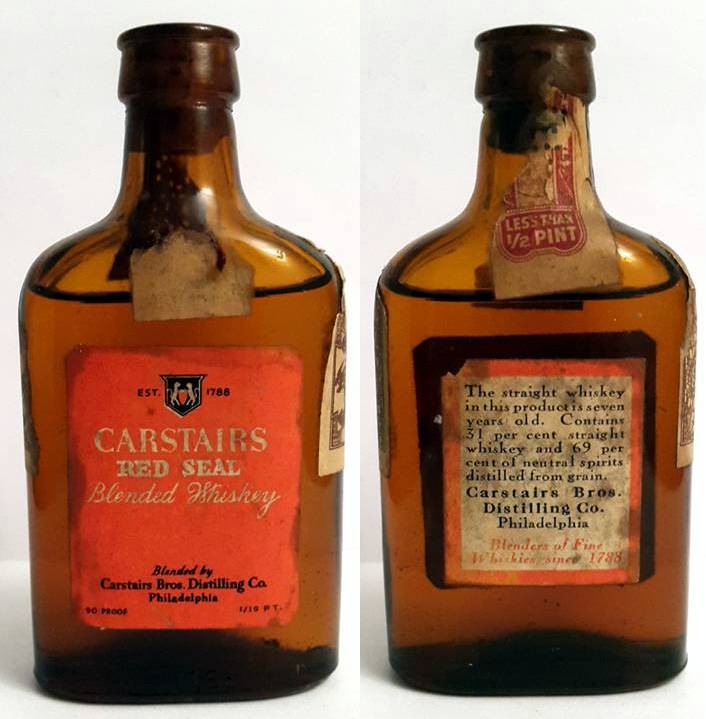 EST. 1788
CARSTAIRS
RED SEAL
Blended Whiskey
Blended by
Carstairs Bros. Distilling Co.
Philadelphia
90 PROOF 1/10 PT.
LESS THAN
1/2 PINT
The straight whiskey
in this product is seven
years old. Contains
31 per cent straight
whiskey and 69 per
cent of neutral spirits
distilled from grain.
Carstairs Bros.
Distilling Co.
Philadelphia
Blenders of Fine
Whiskies since 1788